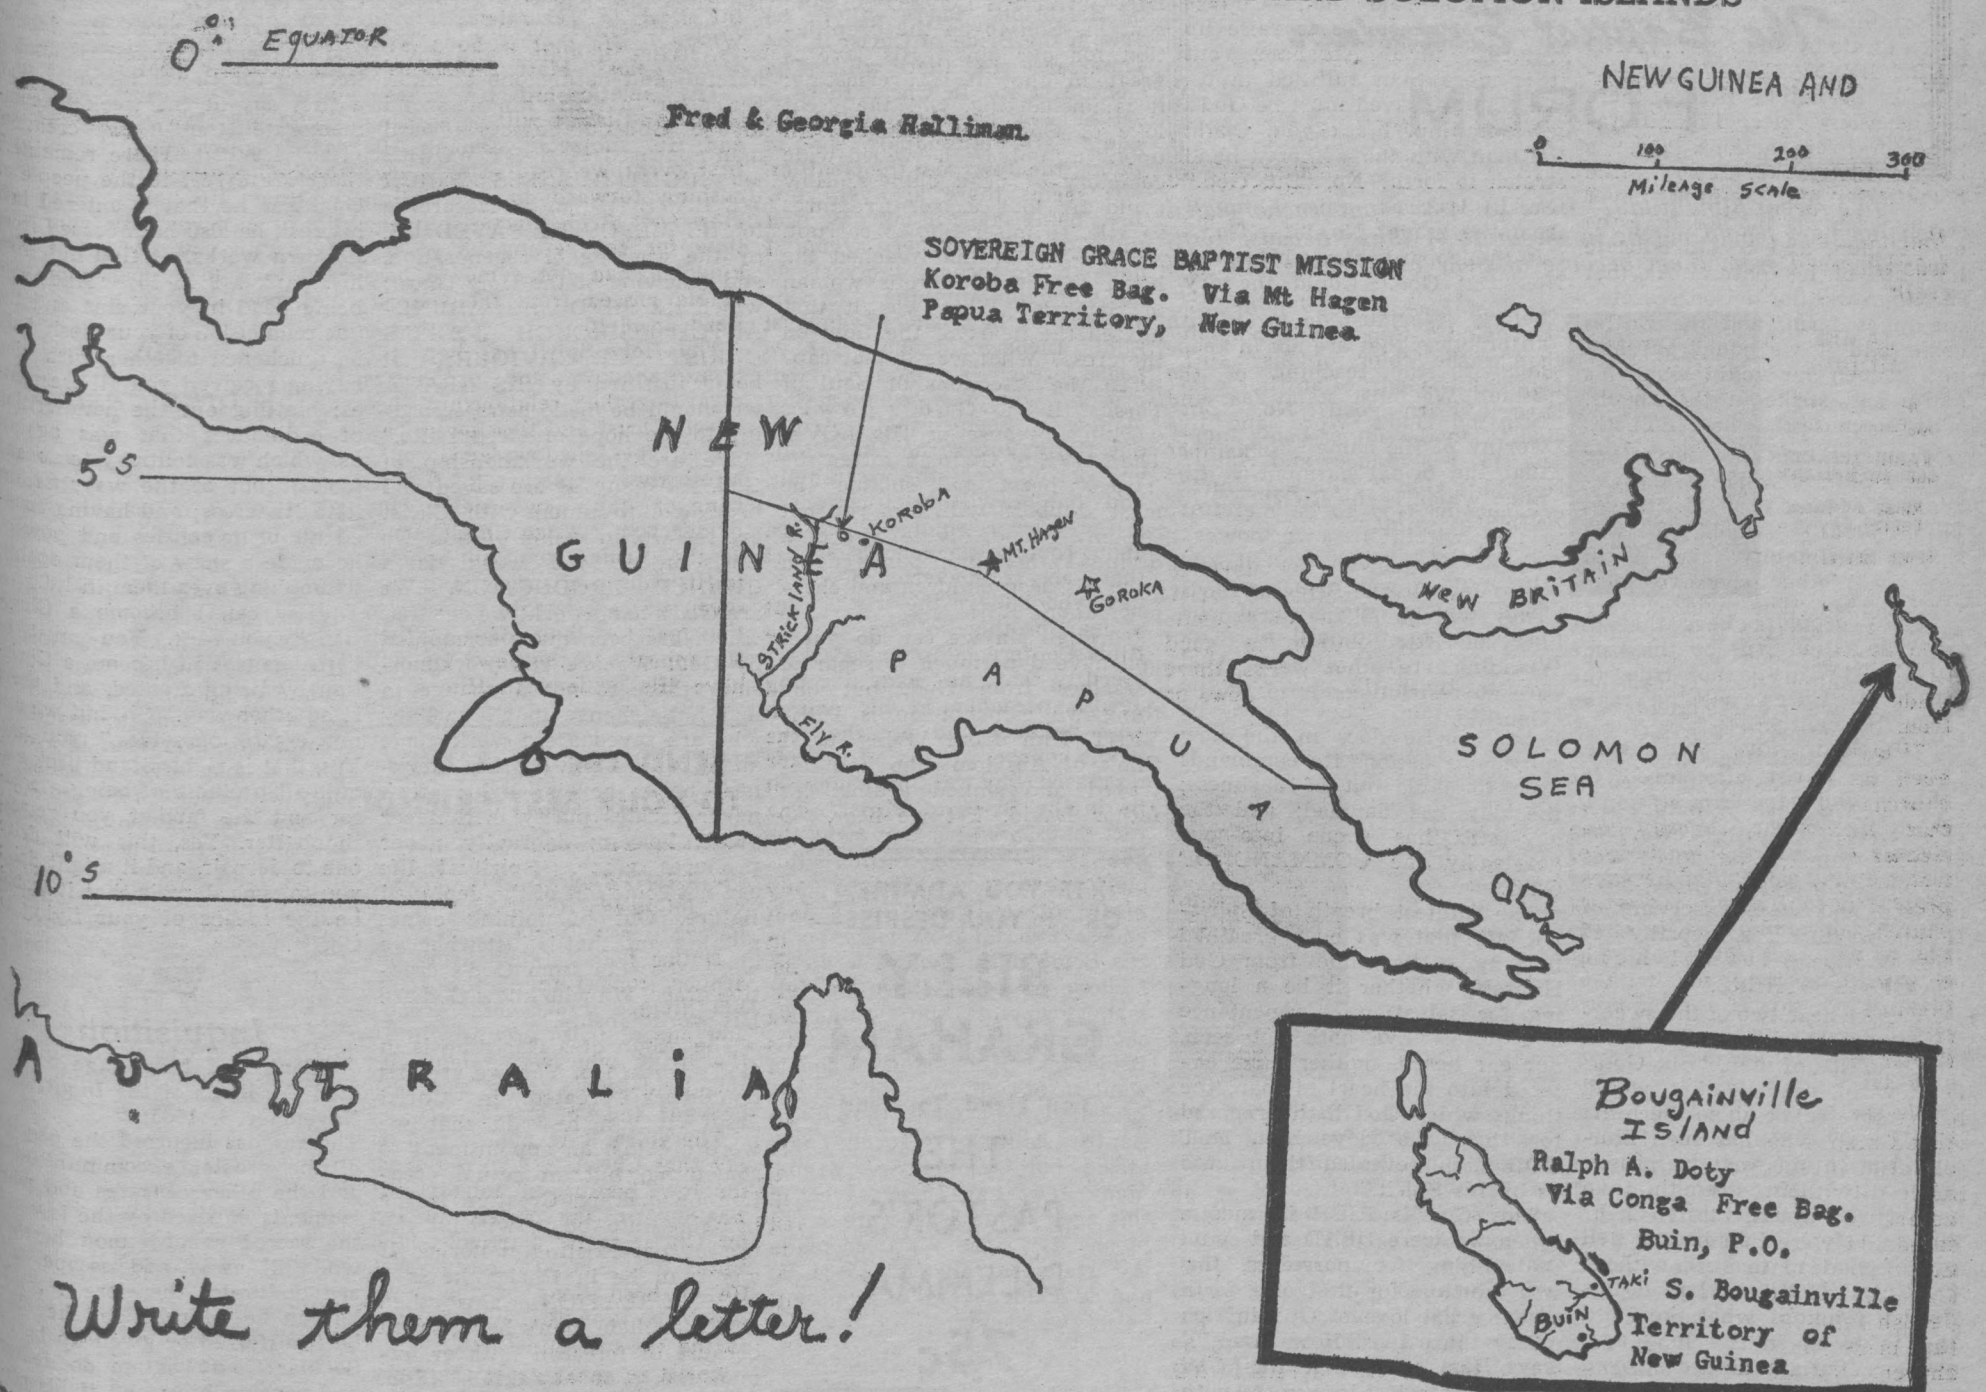 SOLOMON ISLANDS
0° EQUATOR
NEW GUINEA AND
Fred & Georgia Halliman
0 100 200 300
Mileage Scale
SOVEREIGN GRACE BAPTIST MISSION
Koroba Free Bag. Via Mt Hagen
Papua Territory, New Guinea
NEW
5°S
KOROBA
GUINEA
MT. HAGEN
GOROKA
STRICKLAND R.
NEW BRITAIN
PAPUA
FLY R.
SOLOMON
SEA
10°S
AUSTRALIA
Bougainville
Island
Ralph A. Doty
Via Conga Free Bag.
Buin, P.O.
TAKI
S. Bougainville
BUIN
Territory of
New Guinea
Write them a letter!